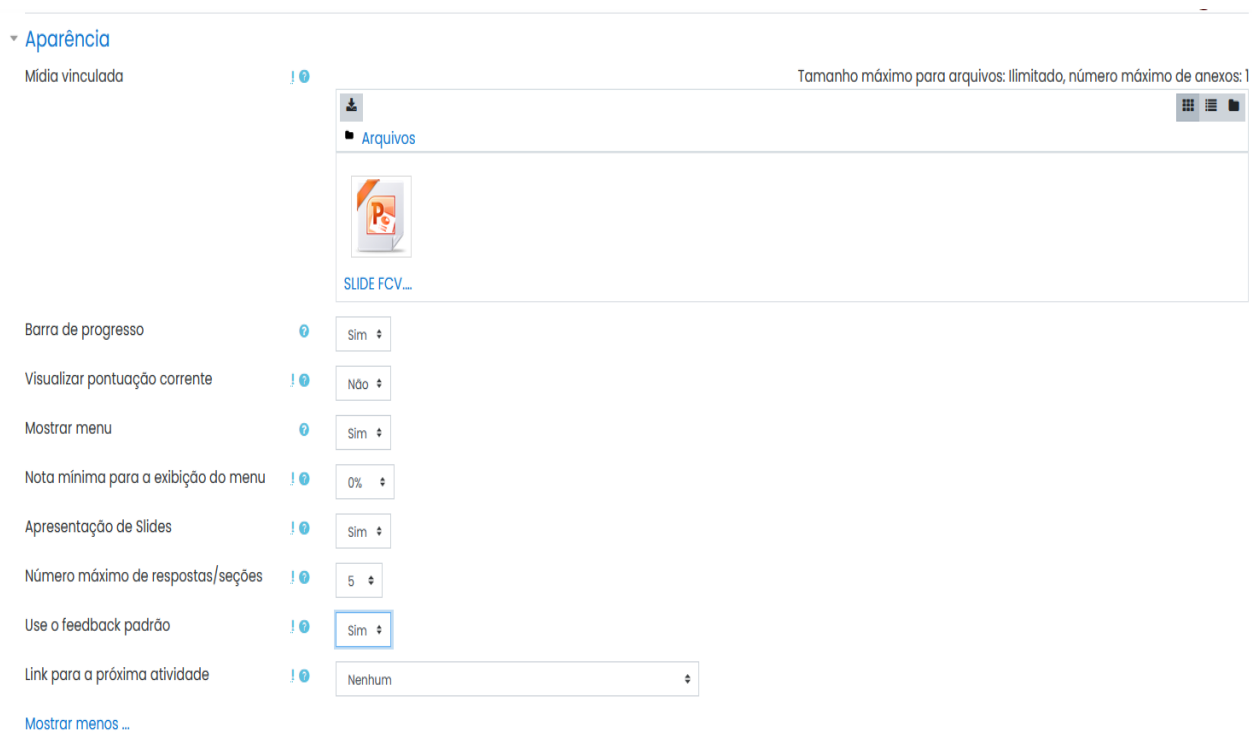 Aparência
Mídia vinculada
Tamanho máximo para arquivos: Ilimitado, número máximo de anexos: 1
Arquivos
SLIDE FCV....
Barra de progresso
Sim
Visualizar pontuação corrente
Não
Mostrar menu
Sim
Nota mínima para a exibição do menu
0%
Apresentação de Slides
Sim
Número máximo de respostas/seções
5
Use o feedback padrão
Sim
Link para a próxima atividade
Nenhum
Mostrar menos ...